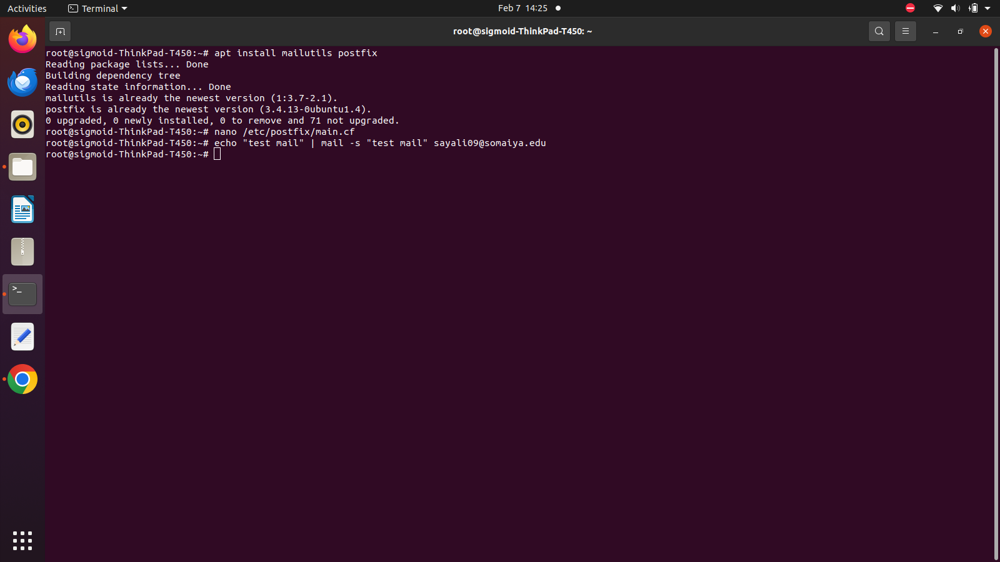 Activities Terminal Feb 7 14:25
root@sigmoid-ThinkPad-T450: ~
root@sigmoid-ThinkPad-T450:~# apt install mailutils postfix
Reading package lists... Done
Building dependency tree
Reading state information... Done
mailutils is already the newest version (1:3.7-2.1).
postfix is already the newest version (3.4.13-0ubuntu1.4).
0 upgraded, 0 newly installed, 0 to remove and 71 not upgraded.
root@sigmoid-ThinkPad-T450:~# nano /etc/postfix/main.cf
root@sigmoid-ThinkPad-T450:~# echo "test mail" | mail -s "test mail" sayali09@somaiya.edu
root@sigmoid-ThinkPad-T450:~#